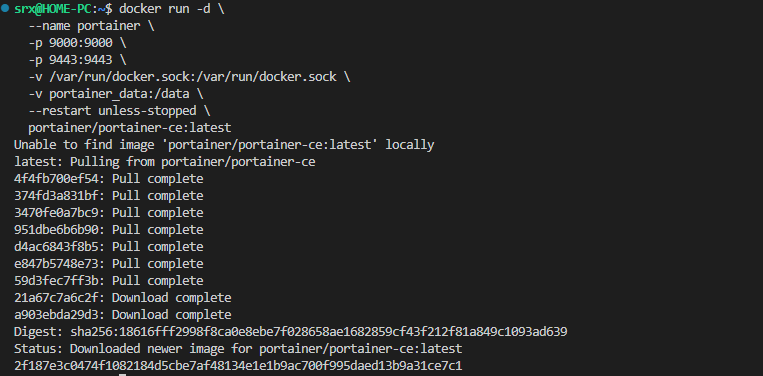 srx@HOME-PC:~$ docker run -d \
--name portainer \
-p 9000:9000 \
-p 9443:9443 \
-v /var/run/docker.sock:/var/run/docker.sock \
-v portainer_data:/data \
--restart unless-stopped \
portainer/portainer-ce:latest
Unable to find image 'portainer/portainer-ce:latest' locally
latest: Pulling from portainer/portainer-ce
4f4fb700ef54: Pull complete
374fd3a831bf: Pull complete
3470fe0a7bc9: Pull complete
951dbe6b6b90: Pull complete
d4ac6843f8b5: Pull complete
e847b5748e73: Pull complete
59d3fec7ff3b: Pull complete
21a67c7a6c2f: Download complete
a903ebda29d3: Download complete
Digest: sha256:18616fff2998f8ca0e8ebe7f028658ae1682859cf43f212f81a849c1093ad639
Status: Downloaded newer image for portainer/portainer-ce:latest
2f187e3c0474f1082184d5cbe7af48134e1e1b9ac700f995daed13b9a31ce7c1